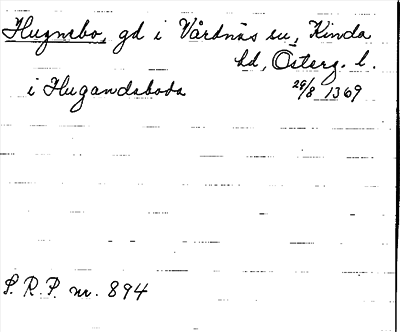 Hugnebo, gd i Vårdnäs sn, Kinda
hd, Österg. l.
i Hugandaboda 29/8 1369
S. R. P. nr. 894